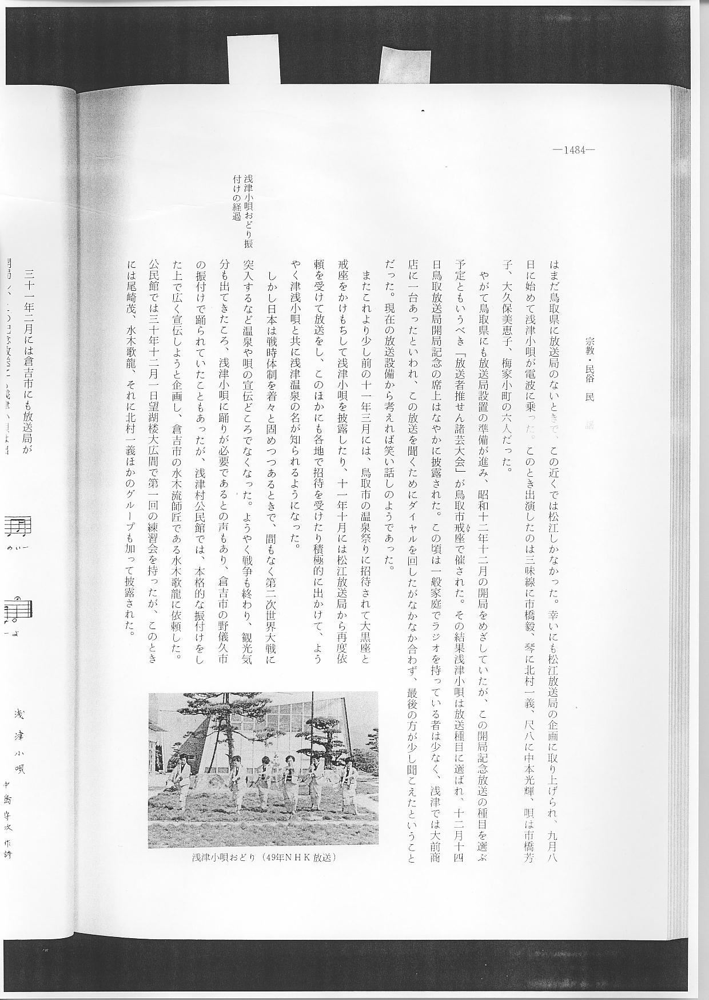 ―1484―
宗教・民俗　民　謡
はまだ鳥取県に放送局のないときで、この近くでは松江しかなかった。幸いにも松江放送局の企画に取り上げられ、九月八
日に始めて浅津小唄が電波に乗った。このとき出演したのは三味線に市橋毅、琴に北村一義、尺八に中本光輝、唄は市橋芳
子、大久保美恵子、梅家小町の六人だった。
やがて鳥取県にも放送局設置の準備が進み、昭和十二年十二月の開局をめざしていたが、この開局記念放送の種目を選ぶ
予定ともいうべき「放送者推せん諸芸大会」が鳥取市戒座で催された。その結果浅津小唄は放送種目に選ばれ、十二月十四
日鳥取放送局開局記念の席上はなやかに披露された。この頃は一般家庭でラジオを持っている者は少なく、浅津では大前商
店に一台あったといわれ、この放送を聞くためにダイヤルを回したがなかなか合わず、最後の方が少し聞こえたということ
だった。現在の放送設備から考えれば笑い話しのようであった。
またこれより少し前の十一年三月には、鳥取市の温泉祭りに招待されて大黒座と
戒座をかけもちして浅津小唄を披露したり、十一年十月には松江放送局から再度依
頼を受けて放送をし、このほかにも各地で招待を受けたり積極的に出かけて、よう
やく津浅小唄と共に浅津温泉の名が知られるようになった。
浅津小唄おどり振
付けの経過
しかし日本は戦時体制を着々と固めつつあるときで、間もなく第二次世界大戦に
突入するなど温泉や唄の宣伝どころでなくなった。ようやく戦争も終わり、観光気
分も出てきたころ、浅津小唄に踊りが必要であるとの声もあり、倉吉市の野儀久市
の振付けで踊られていたこともあったが、浅津村公民館では、本格的な振付けをし
た上で広く宣伝しようと企画し、倉吉市の水木流師匠である水木歌龍に依頼した。
公民館では三十年十二月一日望湖楼大広間で第一回の練習会を持ったが、このとき
には尾崎茂、水木歌龍、それに北村一義ほかのグループも加って披露された。
浅津小唄おどり（49年NHK放送）
三十一年二月には倉吉市にも放送局が
めいー
ーよ
浅津小唄
中島守次 作詩